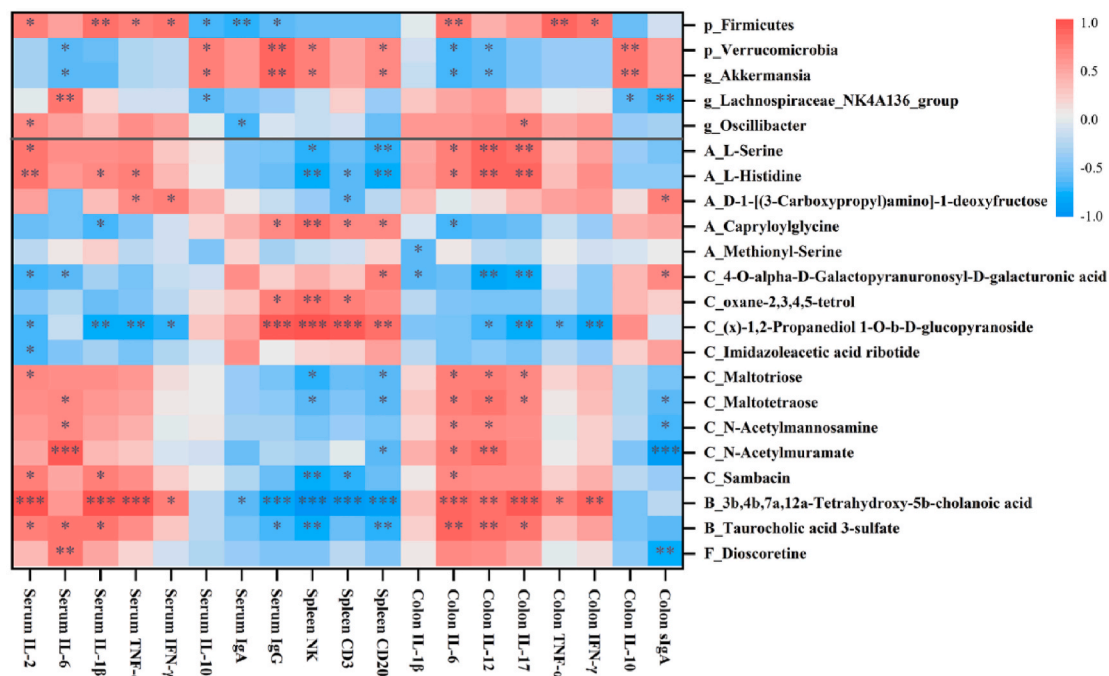 * ** * * * ** * ** ** * p_Firmicutes
* * ** * * * * ** p_Verrucomicrobia
* * ** * * * * ** g_Akkermansia
** * * ** g_Lachnospiraceae_NK4A136_group
* * * g_Oscillibacter
* * ** * ** ** A_L-Serine
** * * ** * ** * ** ** A_L-Histidine
* * * * A_D-1-[(3-Carboxypropyl)amino]-1-deoxyfructose
* * ** * * * A_Capryloylglycine
* A_Methionyl-Serine
* * * * ** ** * C_4-O-alpha-D-Galactopyranuronosyl-D-galacturonic acid
* ** * C_oxane-2,3,4,5-tetrol
* ** ** * *** *** *** ** * ** * ** C_(x)-1,2-Propanediol 1-O-b-D-glucopyranoside
* C_Imidazoleacetic acid ribotide
* * * * * * C_Maltotriose
* * * * * * * C_Maltotetraose
* * * * C_N-Acetylmannosamine
*** * * ** *** C_N-Acetylmuramate
* * ** * * C_Sambacin
*** *** *** * * *** *** *** *** *** ** *** * ** B_3b,4b,7a,12a-Tetrahydroxy-5b-cholanoic acid
* * * * ** ** ** ** * B_Taurocholic acid 3-sulfate
** ** F_Dioscoretine
1.0
0.5
0.0
-0.5
-1.0
Serum IL-2
Serum IL-6
Serum IL-1β
Serum TNF-α
Serum IFN-γ
Serum IL-10
Serum IgA
Serum IgG
Spleen NK
Spleen CD3
Spleen CD20
Colon IL-1β
Colon IL-6
Colon IL-12
Colon IL-17
Colon TNF-α
Colon IFN-γ
Colon IL-10
Colon sIgA